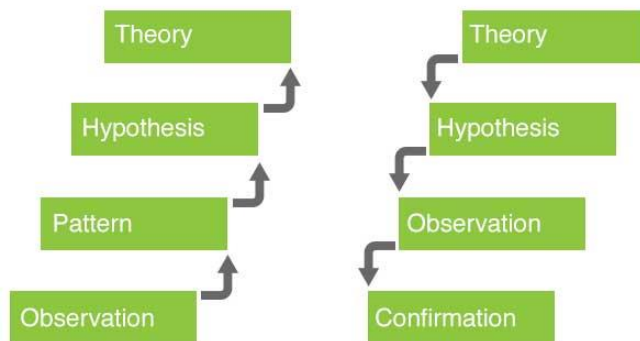 Theory
Hypothesis
Pattern
Observation
Theory
Hypothesis
Observation
Confirmation